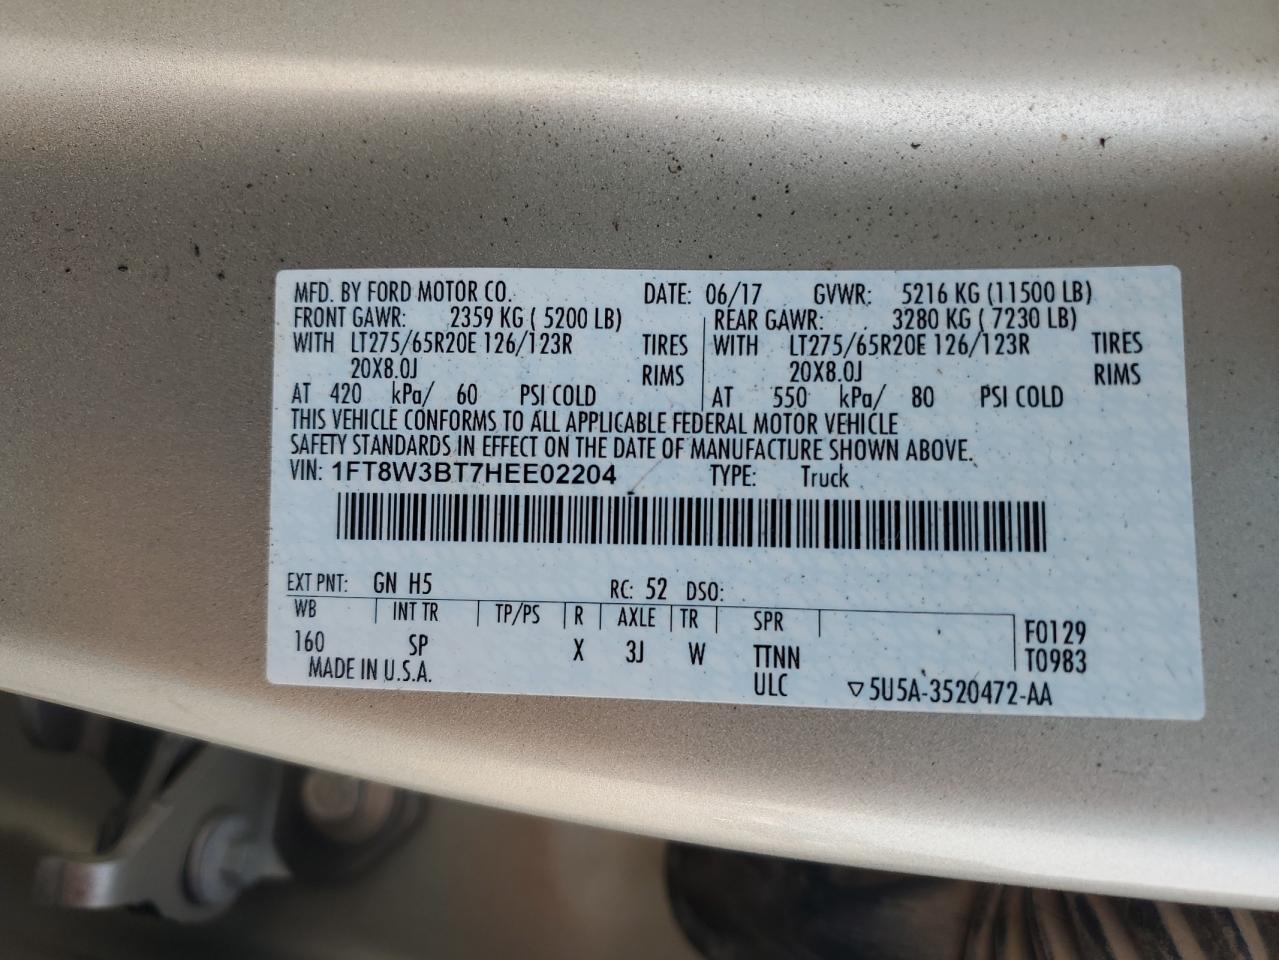 MFD. BY FORD MOTOR CO. DATE: 06/17 GVWR: 5216 KG (11500 LB)
FRONT GAWR: 2359 KG ( 5200 LB) REAR GAWR: 3280 KG ( 7230 LB)
WITH LT275/65R20E 126/123R TIRES WITH LT275/65R20E 126/123R TIRES
20X8.0J RIMS 20X8.0J RIMS
AT 420 kPa/ 60 PSI COLD AT 550 kPa/ 80 PSI COLD
THIS VEHICLE CONFORMS TO ALL APPLICABLE FEDERAL MOTOR VEHICLE
SAFETY STANDARDS IN EFFECT ON THE DATE OF MANUFACTURE SHOWN ABOVE.
VIN: 1FT8W3BT7HEE02204 TYPE: Truck
EXT PNT: GN H5 RC: 52 DSO:
WB INT TR TP/PS R AXLE TR SPR F0129
160 SP X 3J W TTNN T0983
MADE IN U.S.A. ULC ▽5U5A-3520472-AA